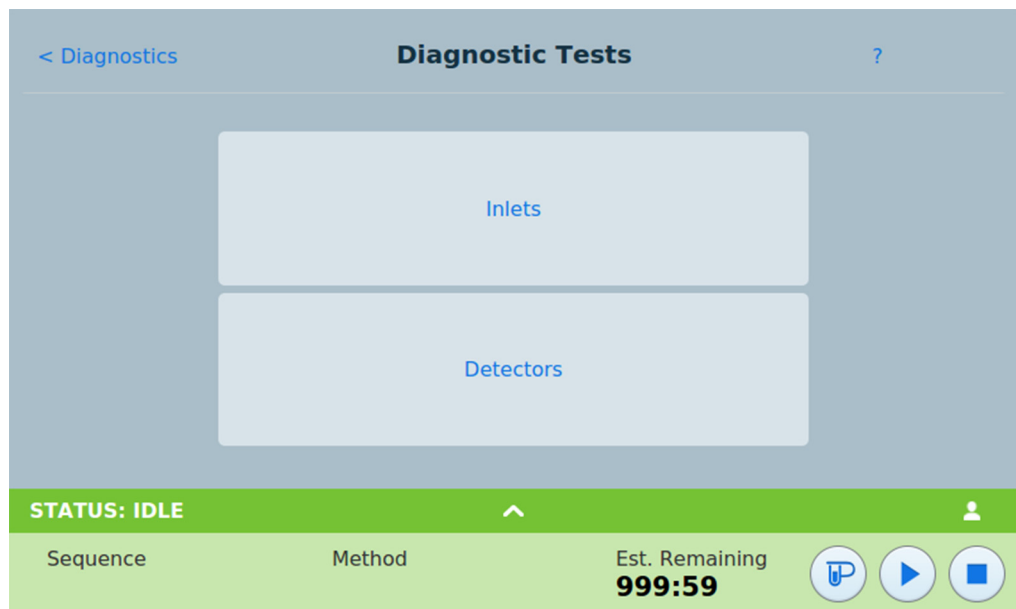 < Diagnostics
Diagnostic Tests
?
Inlets
Detectors
STATUS: IDLE
Sequence
Method
Est. Remaining
999:59